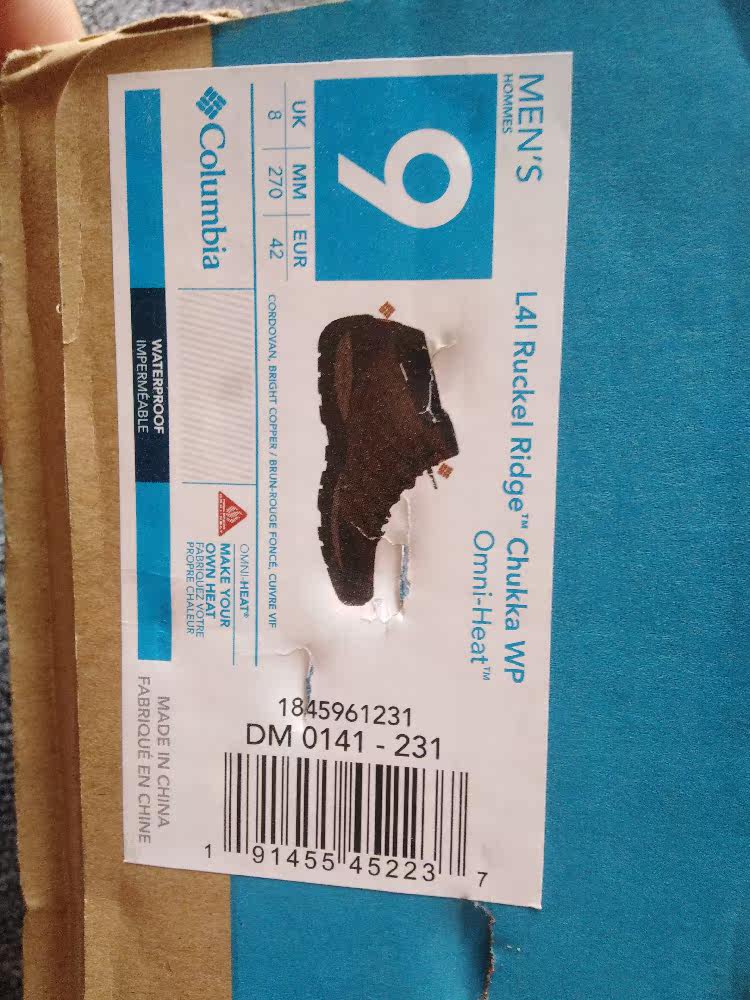 MEN'S
HOMMES
9
UK MM EUR
8 270 42
Columbia
L4I Ruckel Ridge™ Chukka WP
Omni-Heat™
CORDOVAN, BRIGHT COPPER / BRUN-ROUGE FONCÉ, CUIVRE VIF
OMNI-HEAT®
MAKE YOUR
OWN HEAT
FABRIQUEZ VOTRE
PROPRE CHALEUR
WATERPROOF
IMPERMÉABLE
MADE IN CHINA
FABRIQUÉ EN CHINE
1845961231
DM 0141 - 231
1 91455 45223 7